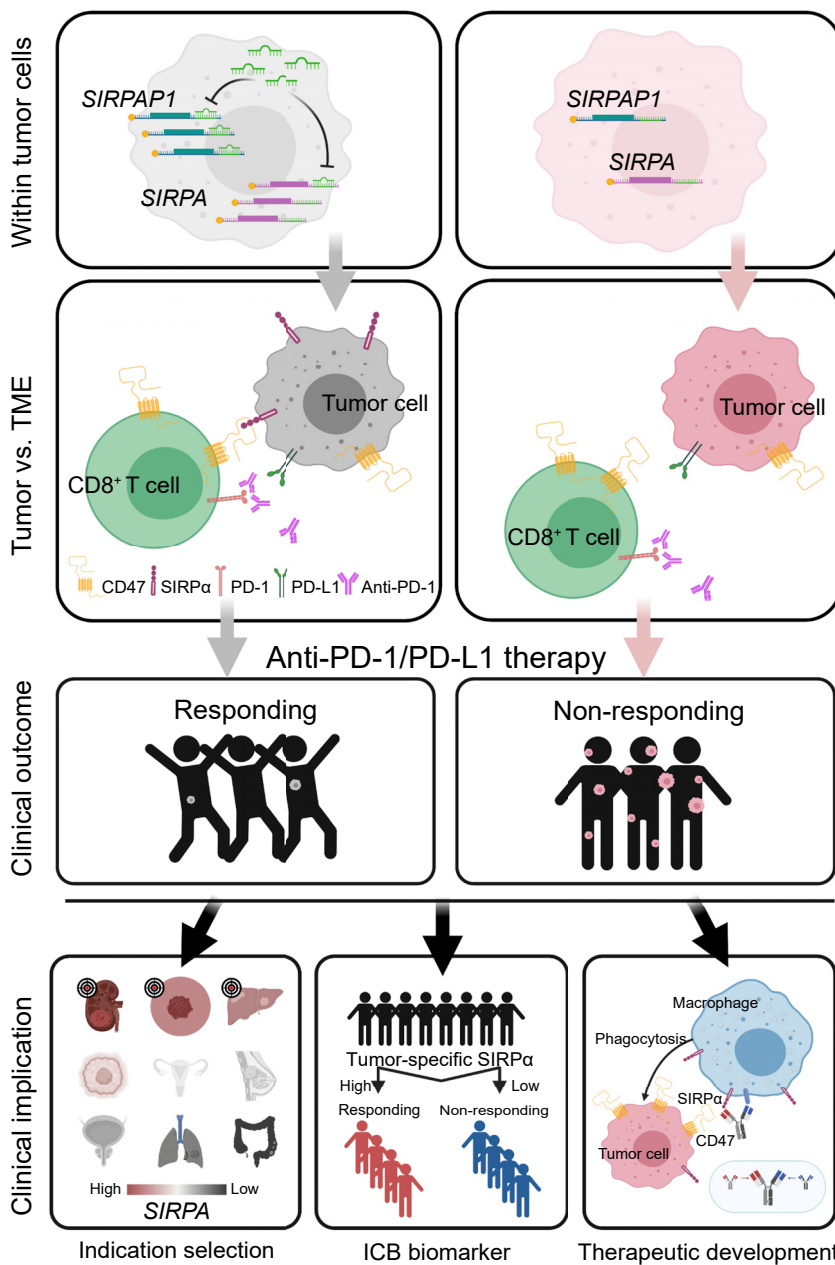 Within tumor cells
SIRPAP1
SIRPA
SIRPAP1
SIRPA
Tumor vs. TME
Tumor cell
CD8+ T cell
CD47 SIRPα PD-1 PD-L1 Anti-PD-1
Tumor cell
CD8+ T cell
Anti-PD-1/PD-L1 therapy
Clinical outcome
Responding
Non-responding
Clinical implication
High Low
SIRPA
Indication selection
Tumor-specific SIRPα
High Low
Responding Non-responding
ICB biomarker
Macrophage
Phagocytosis
SIRPα
CD47
Tumor cell
Therapeutic development